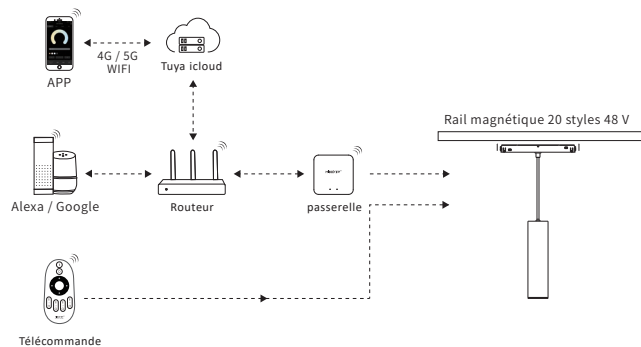 4G / 5G
WIFI
APP
Tuya icloud
Rail magnétique 20 styles 48 V
Alexa / Google
Routeur
passerelle
Télécommande